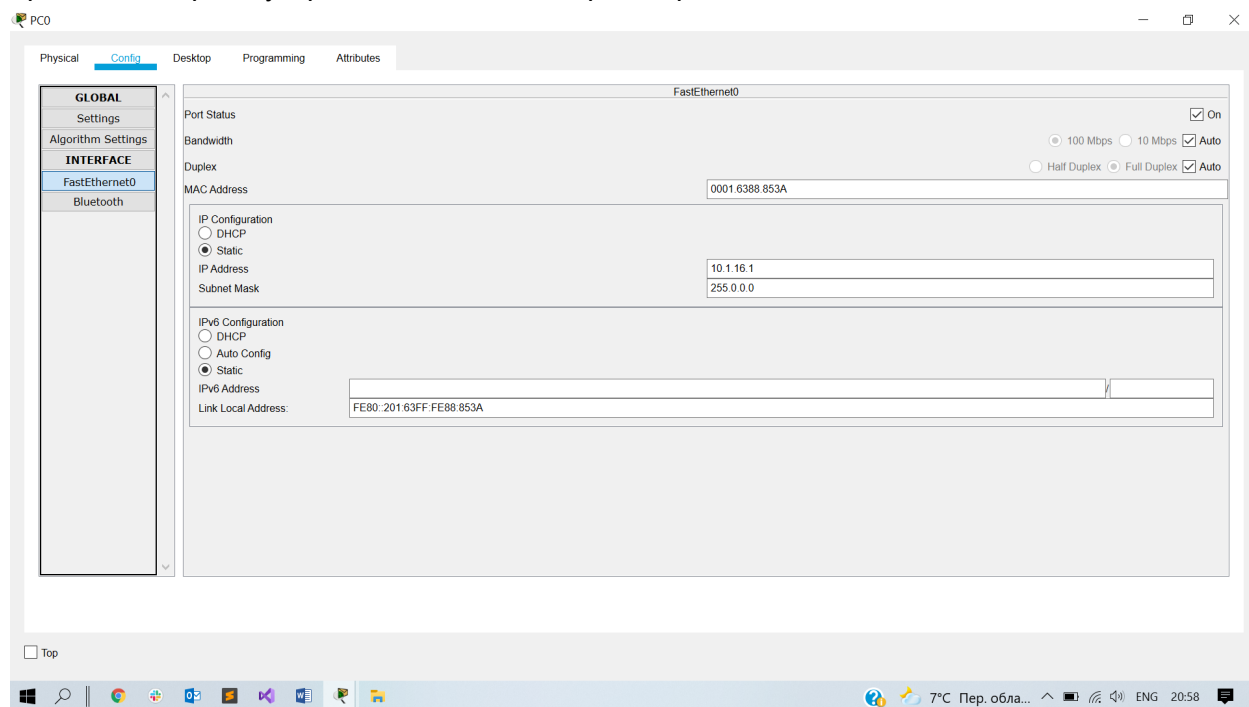 PC0
Physical Config Desktop Programming Attributes
GLOBAL
Settings
Algorithm Settings
INTERFACE
FastEthernet0
Bluetooth
FastEthernet0
Port Status On
Bandwidth 100 Mbps 10 Mbps Auto
Duplex Half Duplex Full Duplex Auto
MAC Address 0001.6388.853A
IP Configuration
DHCP
Static
IP Address 10.1.16.1
Subnet Mask 255.0.0.0
IPv6 Configuration
DHCP
Auto Config
Static
IPv6 Address /
Link Local Address: FE80::201:63FF:FE88:853A
Top
7°C Пер. обла... ENG 20:58